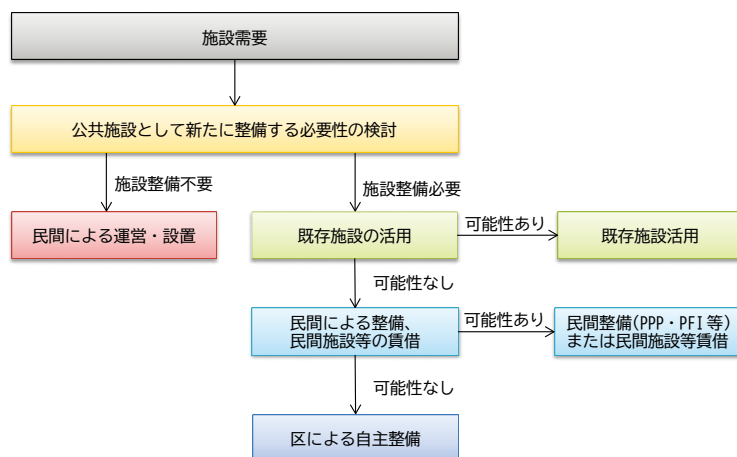 施設需要
公共施設として新たに整備する必要性の検討
施設整備不要
施設整備必要
民間による運営・設置
既存施設の活用
可能性あり
既存施設活用
可能性なし
民間による整備、
民間施設等の賃借
可能性あり
民間整備(PPP・PFI 等)
または民間施設等賃借
可能性なし
区による自主整備